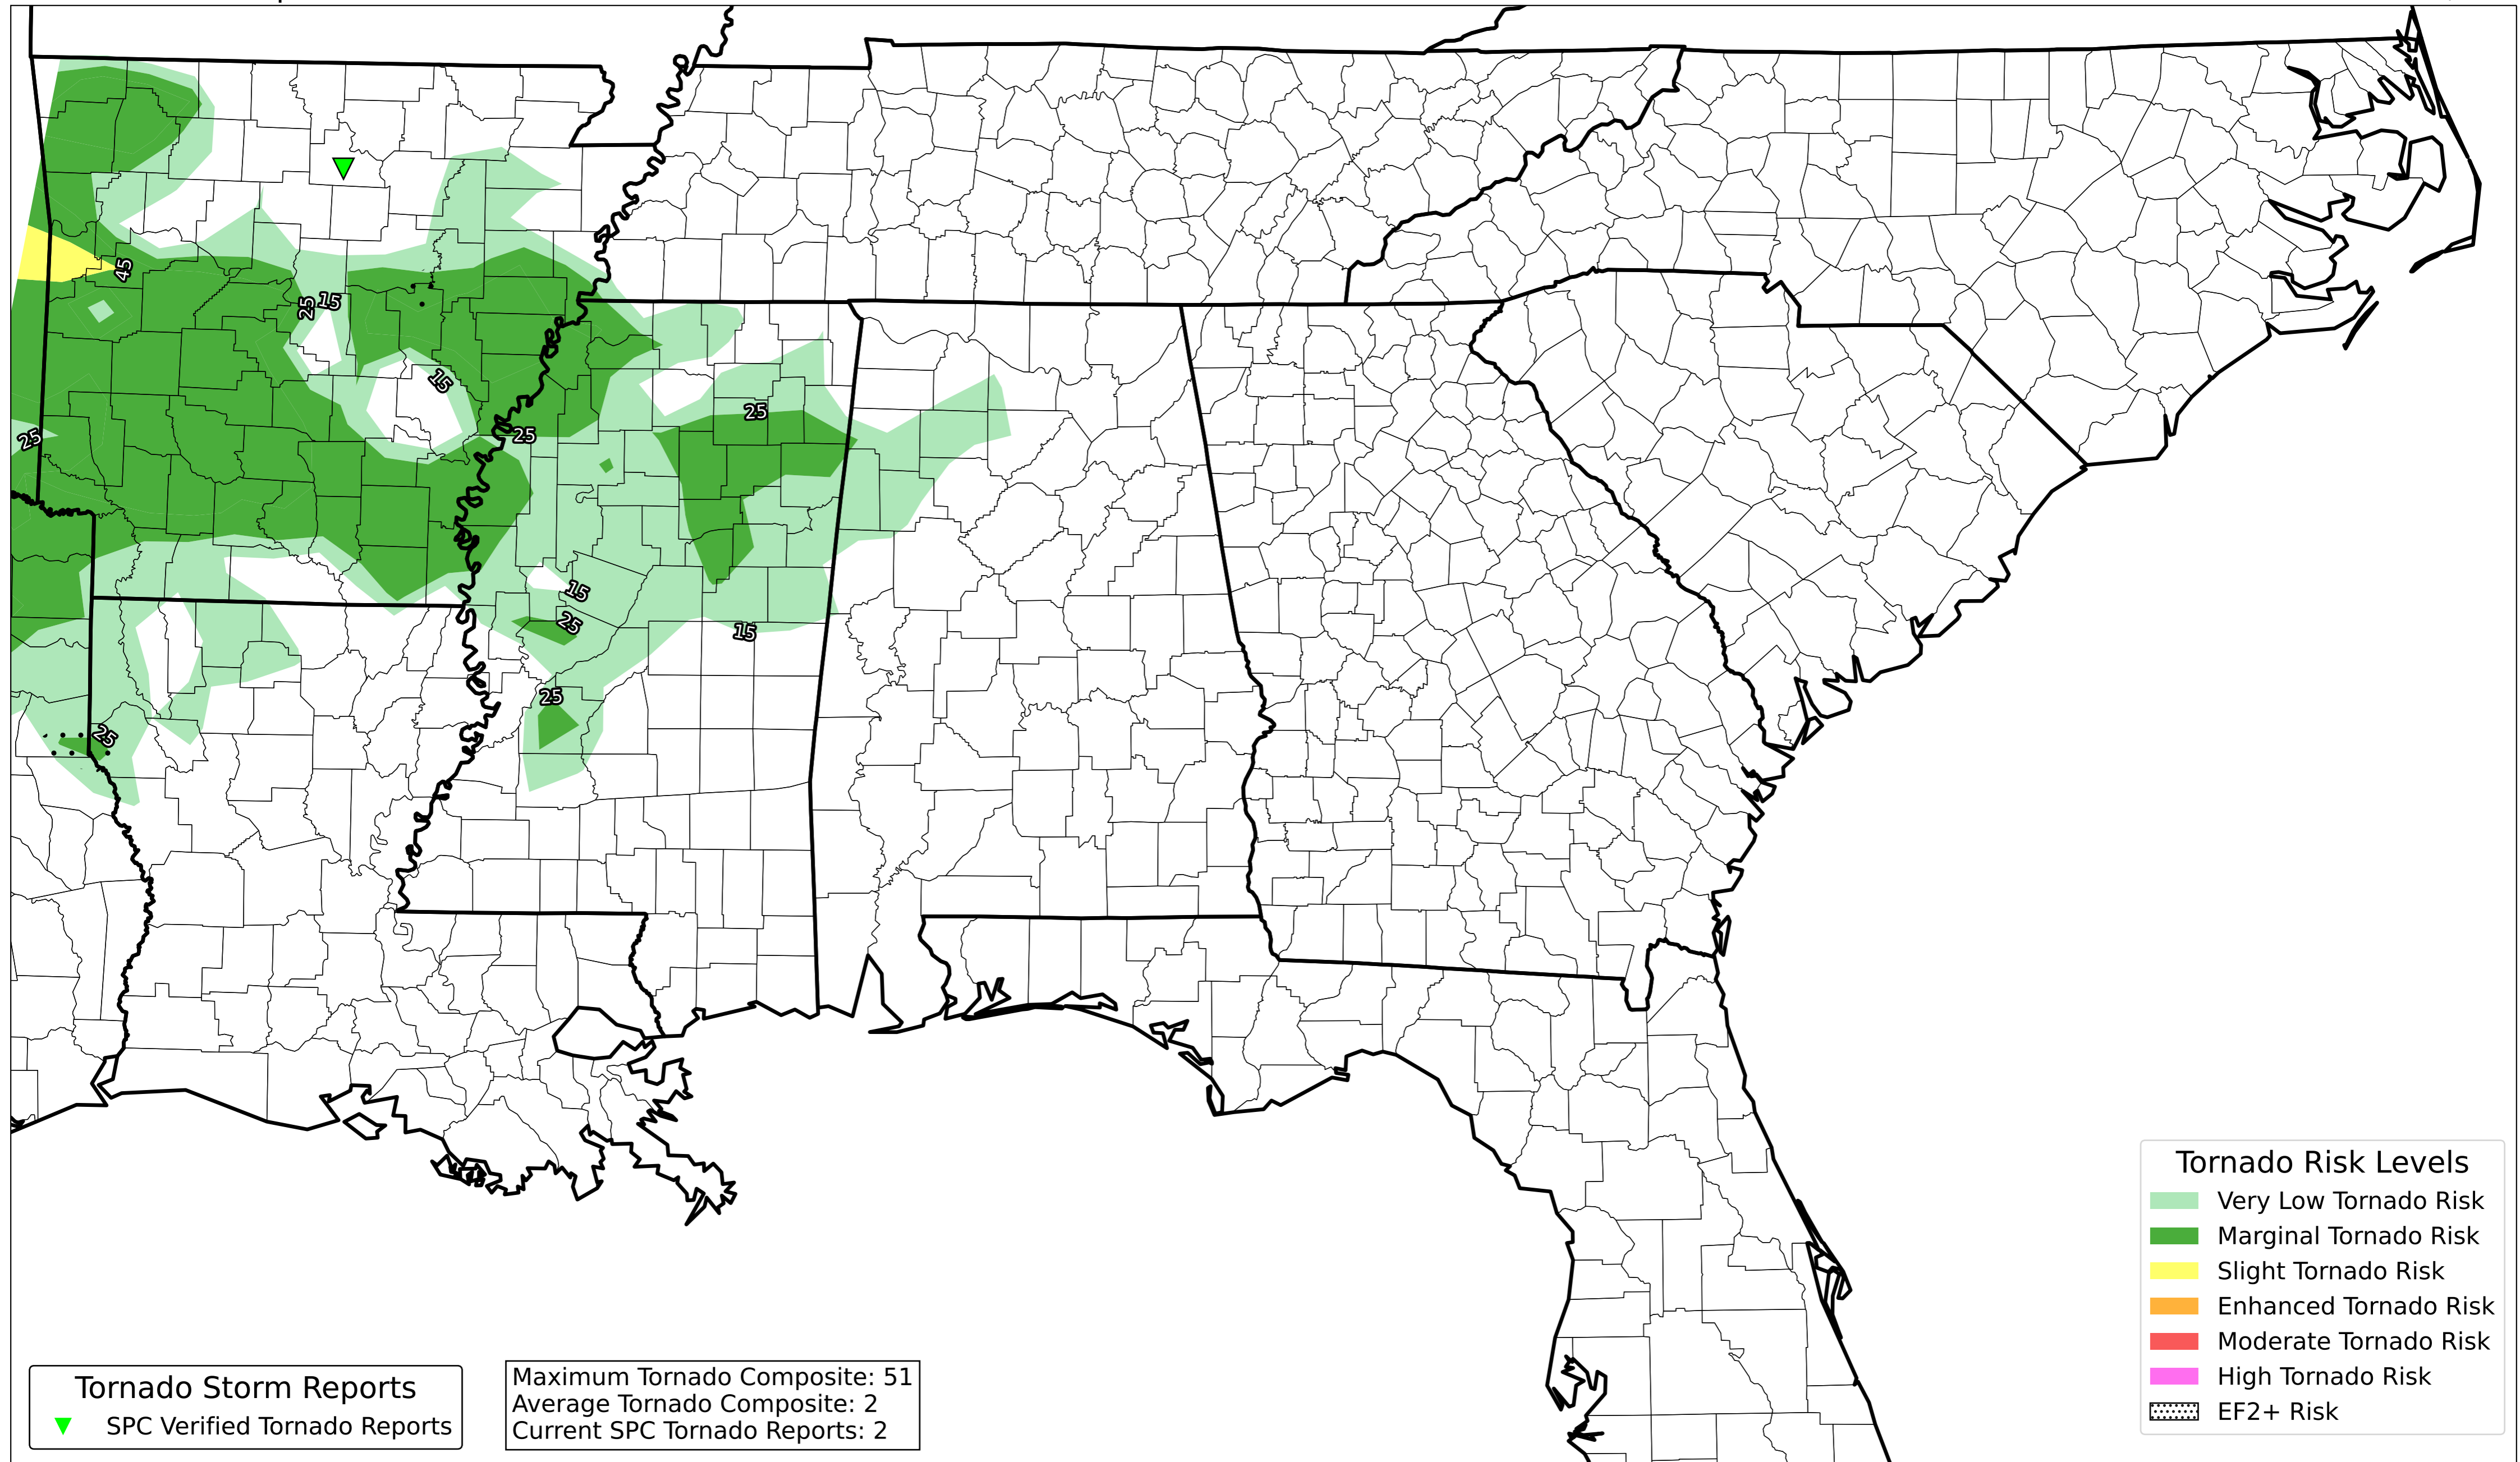 45
25
15
15
25
25
25
15
25
15
25
25
Tornado Risk Levels
Very Low Tornado Risk
Marginal Tornado Risk
Slight Tornado Risk
Enhanced Tornado Risk
Moderate Tornado Risk
High Tornado Risk
EF2+ Risk
Tornado Storm Reports
SPC Verified Tornado Reports
Maximum Tornado Composite: 51
Average Tornado Composite: 2
Current SPC Tornado Reports: 2